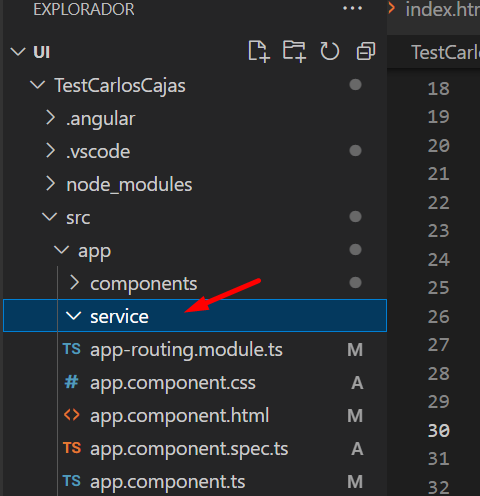 EXPLORADOR ...
index.ht
UI
TestCarlo
TestCarlosCajas
.angular
.vscode
node_modules
src
app
components
service
TS app-routing.module.ts M
# app.component.css A
<> app.component.html M
TS app.component.spec.ts A
TS app.component.ts M
18
19
20
21
22
23
24
25
26
27
28
29
30
31
32